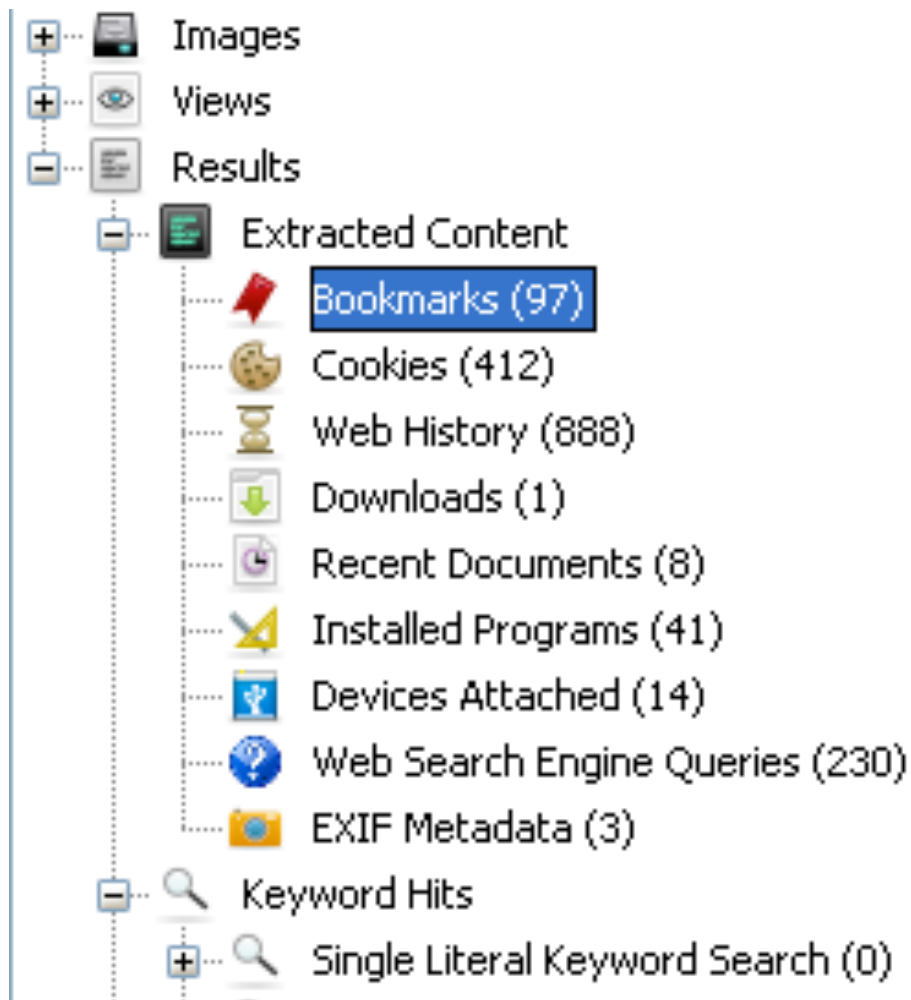 Images
Views
Results
Extracted Content
Bookmarks (97)
Cookies (412)
Web History (888)
Downloads (1)
Recent Documents (8)
Installed Programs (41)
Devices Attached (14)
Web Search Engine Queries (230)
EXIF Metadata (3)
Keyword Hits
Single Literal Keyword Search (0)